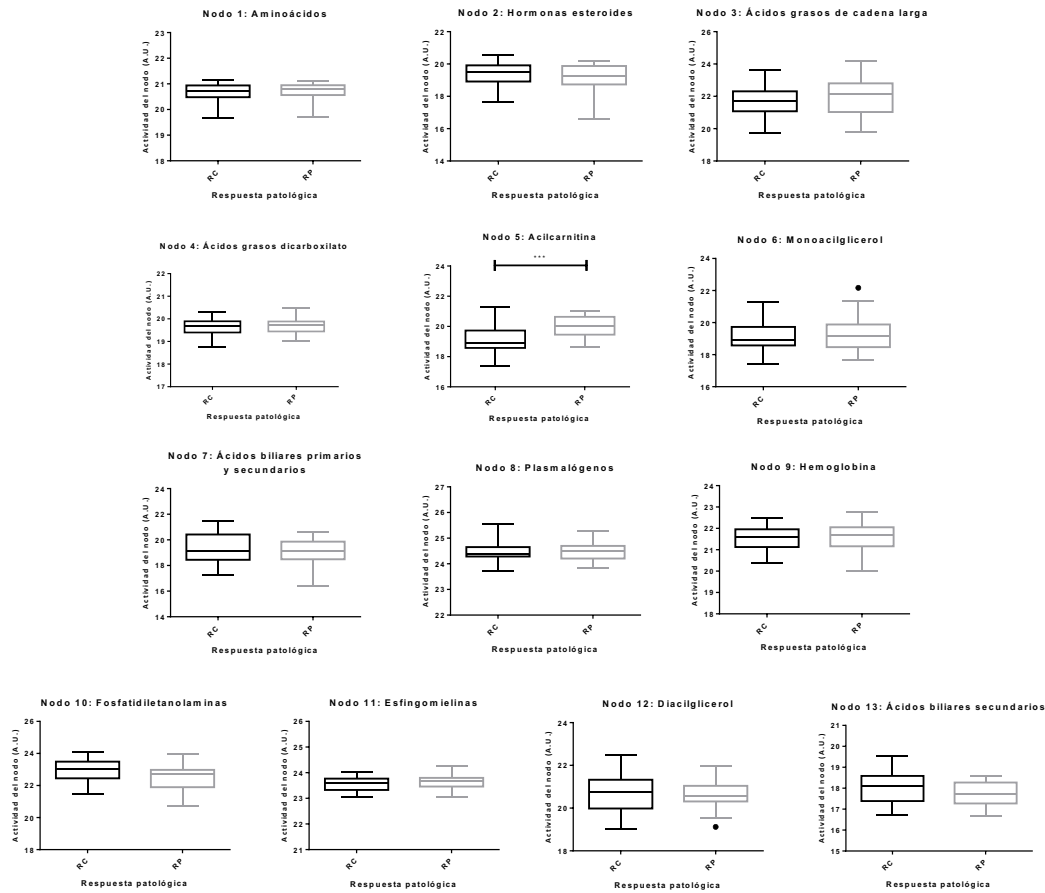 Nodo 1: Aminoácidos
Actividad del nodo (A.U.)
23
22
21
20
19
18
RC
RP
Respuesta patológica
Nodo 2: Hormonas esteroides
Actividad del nodo (A.U.)
22
20
18
16
14
RC
RP
Respuesta patológica
Nodo 3: Ácidos grasos de cadena larga
Actividad del nodo (A.U.)
26
24
22
20
18
RC
RP
Respuesta patológica
Nodo 4: Ácidos grasos dicarboxilato
Actividad del nodo (A.U.)
22
21
20
19
18
17
RC
RP
Respuesta patológica
Nodo 5: Acilcarnitina
Actividad del nodo (A.U.)
24
22
20
18
16
***
RC
RP
Respuesta patológica
Nodo 6: Monoacilglicerol
Actividad del nodo (A.U.)
24
22
20
18
16
RC
RP
Respuesta patológica
Nodo 7: Ácidos biliares primarios
y secundarios
Actividad del nodo (A.U.)
24
22
20
18
16
14
RC
RP
Respuesta patológica
Nodo 8: Plasmalógenos
Actividad del nodo (A.U.)
27
26
25
24
23
22
RC
RP
Respuesta patológica
Nodo 9: Hemoglobina
Actividad del nodo (A.U.)
24
23
22
21
20
19
18
RC
RP
Respuesta patológica
Nodo 10: Fosfatidiletanolaminas
Actividad del nodo (A.U.)
26
24
22
20
18
RC
RP
Respuesta patológica
Nodo 11: Esfingomielinas
Actividad del nodo (A.U.)
26
25
24
23
22
21
RC
RP
Respuesta patológica
Nodo 12: Diacilglicerol
Actividad del nodo (A.U.)
24
22
20
18
RC
RP
Respuesta patológica
Nodo 13: Ácidos biliares secundarios
Actividad del nodo (A.U.)
21
20
19
18
17
16
15
RC
RP
Respuesta patológica